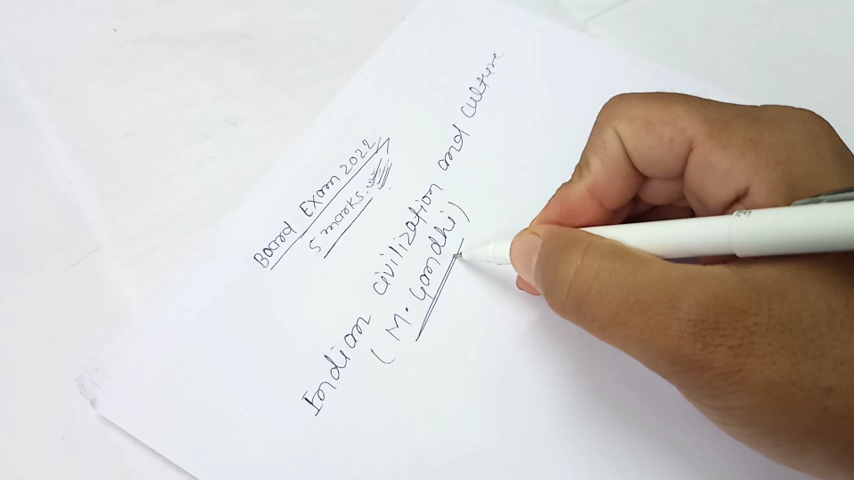 Board Exam 2022
5 marks.
Indian civilization and culture
(M. Gandhi)